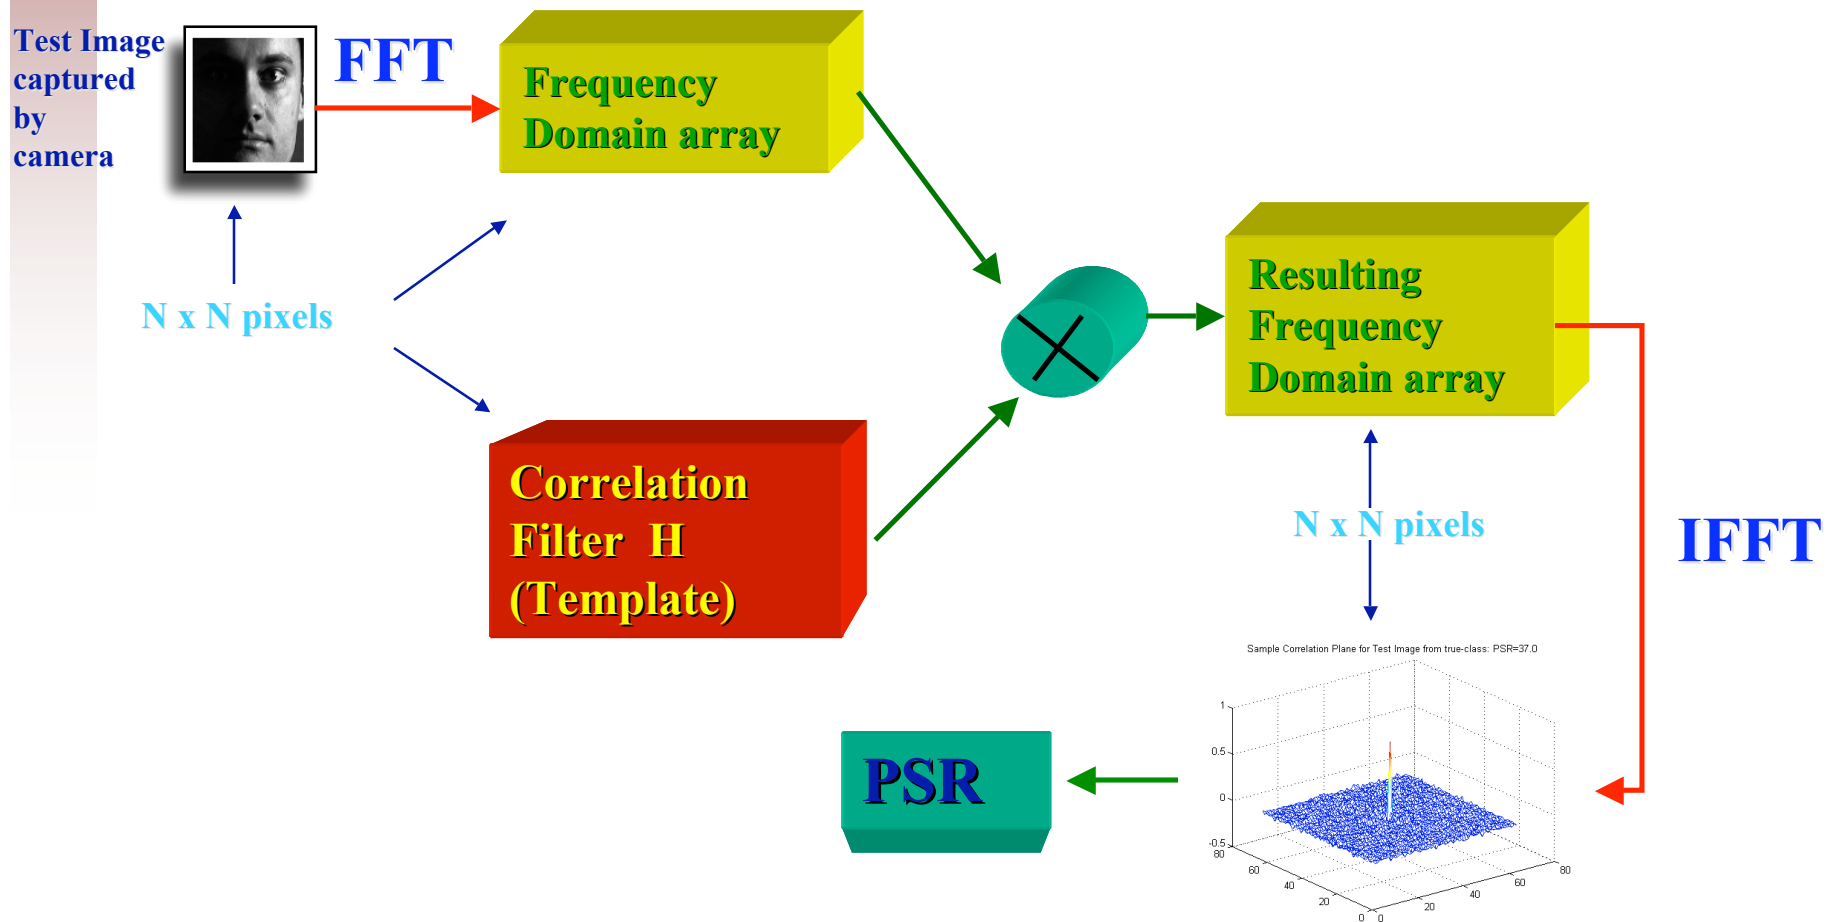 Test Image
captured
by
camera
FFT
Frequency
Domain array
N x N pixels
Resulting
Frequency
Domain array
Correlation
Filter H
(Template)
N x N pixels
IFFT
Sample Correlation Plane for Test Image from true-class: PSR=37.0
1
0.5
0
-0.5
80
60
40
20
0
0
20
40
60
80
PSR